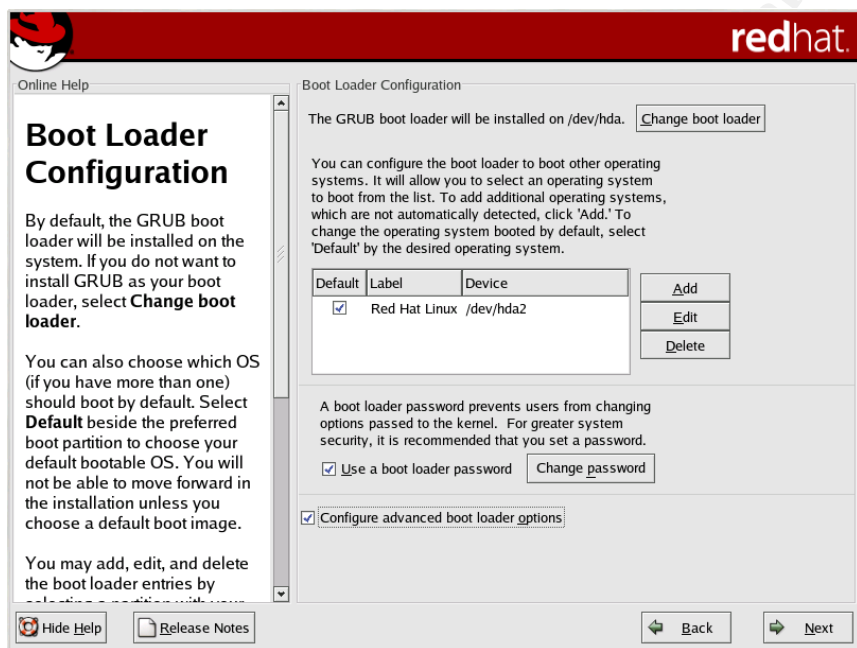 redhat.
Online Help
Boot Loader
Configuration
By default, the GRUB boot
loader will be installed on the
system. If you do not want to
install GRUB as your boot
loader, select Change boot
loader.
You can also choose which OS
(if you have more than one)
should boot by default. Select
Default beside the preferred
boot partition to choose your
default bootable OS. You will
not be able to move forward in
the installation unless you
choose a default boot image.
You may add, edit, and delete
the boot loader entries by
Boot Loader Configuration
The GRUB boot loader will be installed on /dev/hda. Change boot loader
You can configure the boot loader to boot other operating
systems. It will allow you to select an operating system
to boot from the list. To add additional operating systems,
which are not automatically detected, click 'Add.' To
change the operating system booted by default, select
'Default' by the desired operating system.
Default Label Device
Red Hat Linux /dev/hda2
Add
Edit
Delete
A boot loader password prevents users from changing
options passed to the kernel. For greater system
security, it is recommended that you set a password.
Use a boot loader password Change password
Configure advanced boot loader options
Hide Help Release Notes Back Next